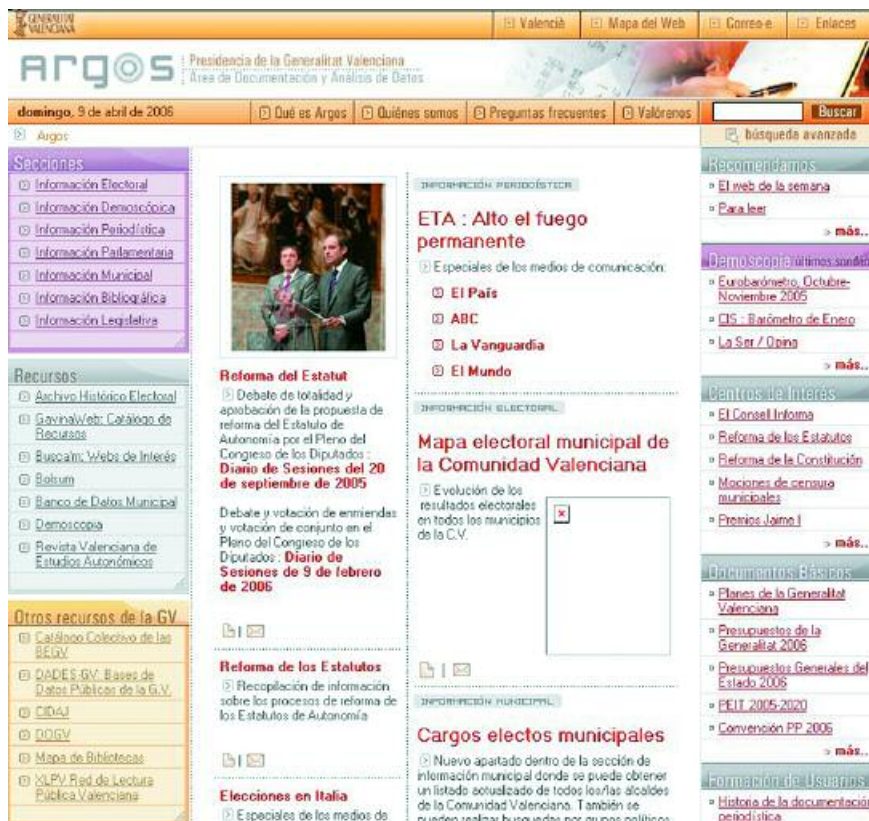 GENERALITAT
VALENCIANA
Valencià
Mapa del Web
Correo-e
Enlaces
Argos
Presidencia de la Generalitat Valenciana
Área de Documentación y Análisis de Datos
domingo, 9 de abril de 2006
Qué es Argos
Quiénes somos
Preguntas frecuentes
Valórenos
Buscar
Argos
búsqueda avanzada
Secciones
Información Electoral
Información Demoscópica
Información Periodística
Información Parlamentaria
Información Municipal
Información Bibliográfica
Información Legislativa
Recursos
Archivo Histórico Electoral
GavinaWeb: Catálogo de
Recursos
Busca'm: Webs de Interés
Bolsum
Banco de Datos Municipal
Demoscopia
Revista Valenciana de
Estudios Autonómicos
Otros recursos de la GV
Catálogo Colectivo de las
BEGV
DADES-GV: Bases de
Datos Públicas de la G.V.
CIDAJ
DOGV
Mapa de Bibliotecas
XLPV Red de Lectura
Pública Valenciana
Reforma del Estatut
Debate de totalidad y
aprobación de la propuesta de
reforma del Estatuto de
Autonomía por el Pleno del
Congreso de los Diputados :
Diario de Sesiones del 20
de septiembre de 2005
Debate y votación de enmiendas
y votación de conjunto en el
Pleno del Congreso de los
Diputados : Diario de
Sesiones de 9 de febrero
de 2006
Reforma de los Estatutos
Recopilación de información
sobre los procesos de reforma de
los Estatutos de Autonomía
Elecciones en Italia
Especiales de los medios de
INFORMACIÓN PERIODÍSTICA
ETA : Alto el fuego
permanente
Especiales de los medios de comunicación:
El País
ABC
La Vanguardia
El Mundo
INFORMACIÓN ELECTORAL
Mapa electoral municipal de
la Comunidad Valenciana
Evolución de los
resultados electorales
en todos los municipios
de la C.V.
INFORMACIÓN MUNICIPAL
Cargos electos municipales
Nuevo apartado dentro de la sección de
información municipal donde se puede obtener
un listado actualizado de todos los/las alcaldes
de la Comunidad Valenciana. También se
pueden realizar busquedas por grupos políticos
Recomendamos
El web de la semana
Para leer
» más..
Demoscopia últimos sondeo
Eurobarómetro, Octubre-
Noviembre 2005
CIS : Barómetro de Enero
La Ser / Opina
» más..
Centros de Interés
El Consell Informa
Reforma de los Estatutos
Reforma de la Constitución
Mociones de censura
municipales
Premios Jaime I
» más..
Documentos Básicos
Planes de la Generalitat
Valenciana
Presupuestos de la
Generalitat 2006
Presupuestos Generales del
Estado 2006
PEIT 2005-2020
Convención PP 2006
» más..
Formación de Usuarios
Historia de la documentación
periodística